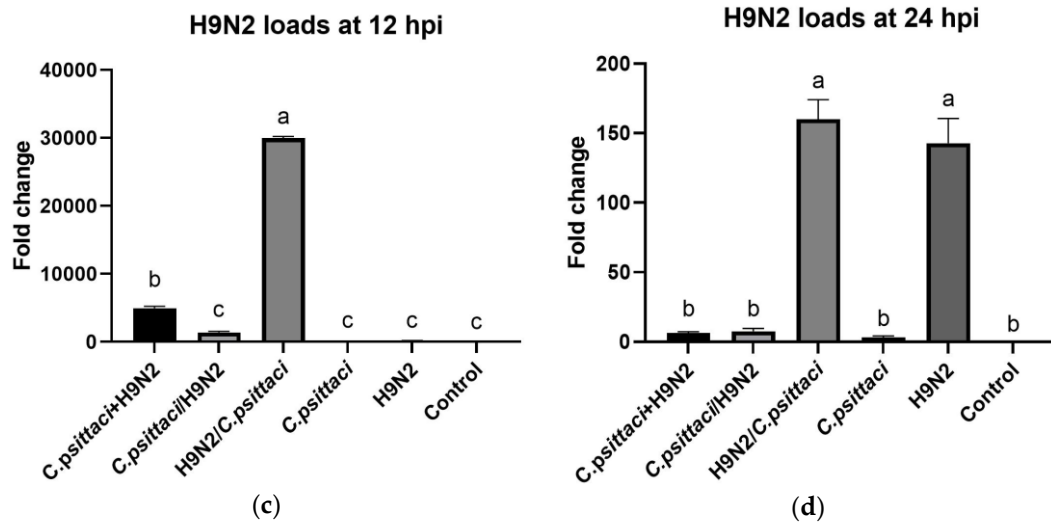 H9N2 loads at 12 hpi
Fold change
40000
30000
20000
10000
0
b
c
a
c
c
c
C.psittaci+H9N2
C.psittaci/H9N2
H9N2/C.psittaci
C.psittaci
H9N2
Control
(c)
H9N2 loads at 24 hpi
Fold change
200
150
100
50
0
b
b
a
b
a
b
C.psittaci+H9N2
C.psittaci/H9N2
H9N2/C.psittaci
C.psittaci
H9N2
Control
(d)